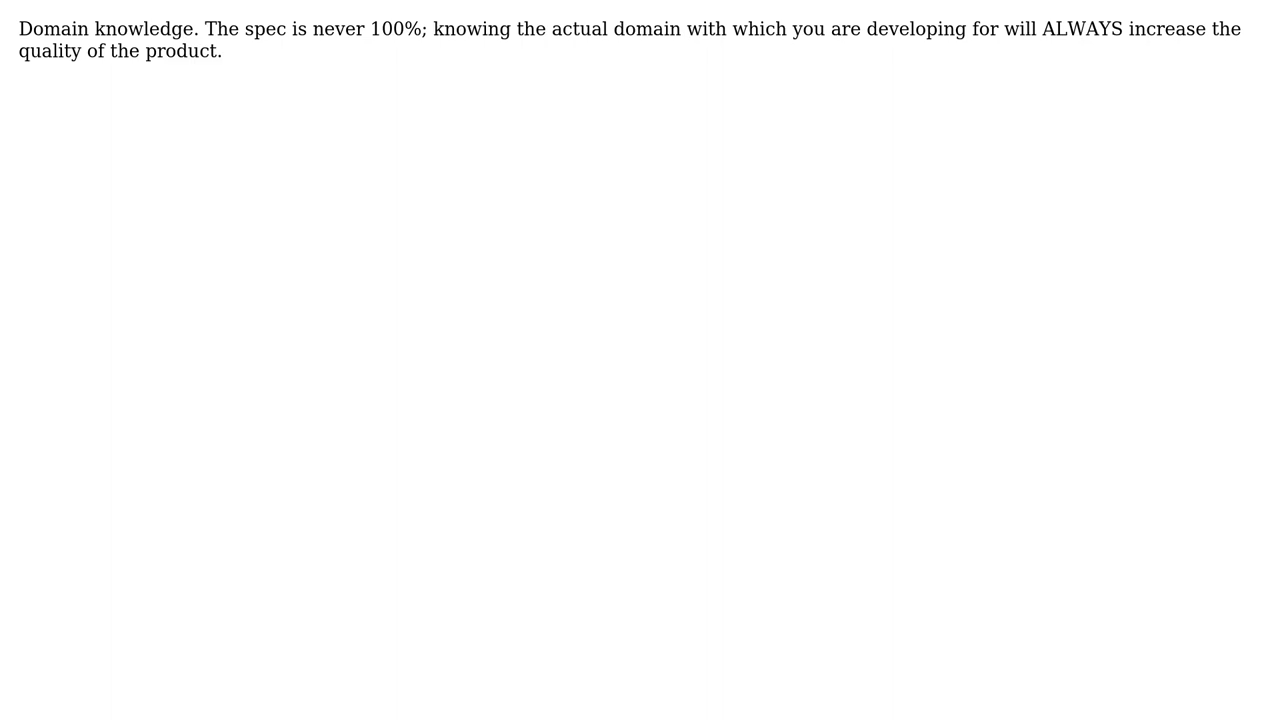 Domain knowledge. The spec is never 100%; knowing the actual domain with which you are developing for will ALWAYS increase the
quality of the product.